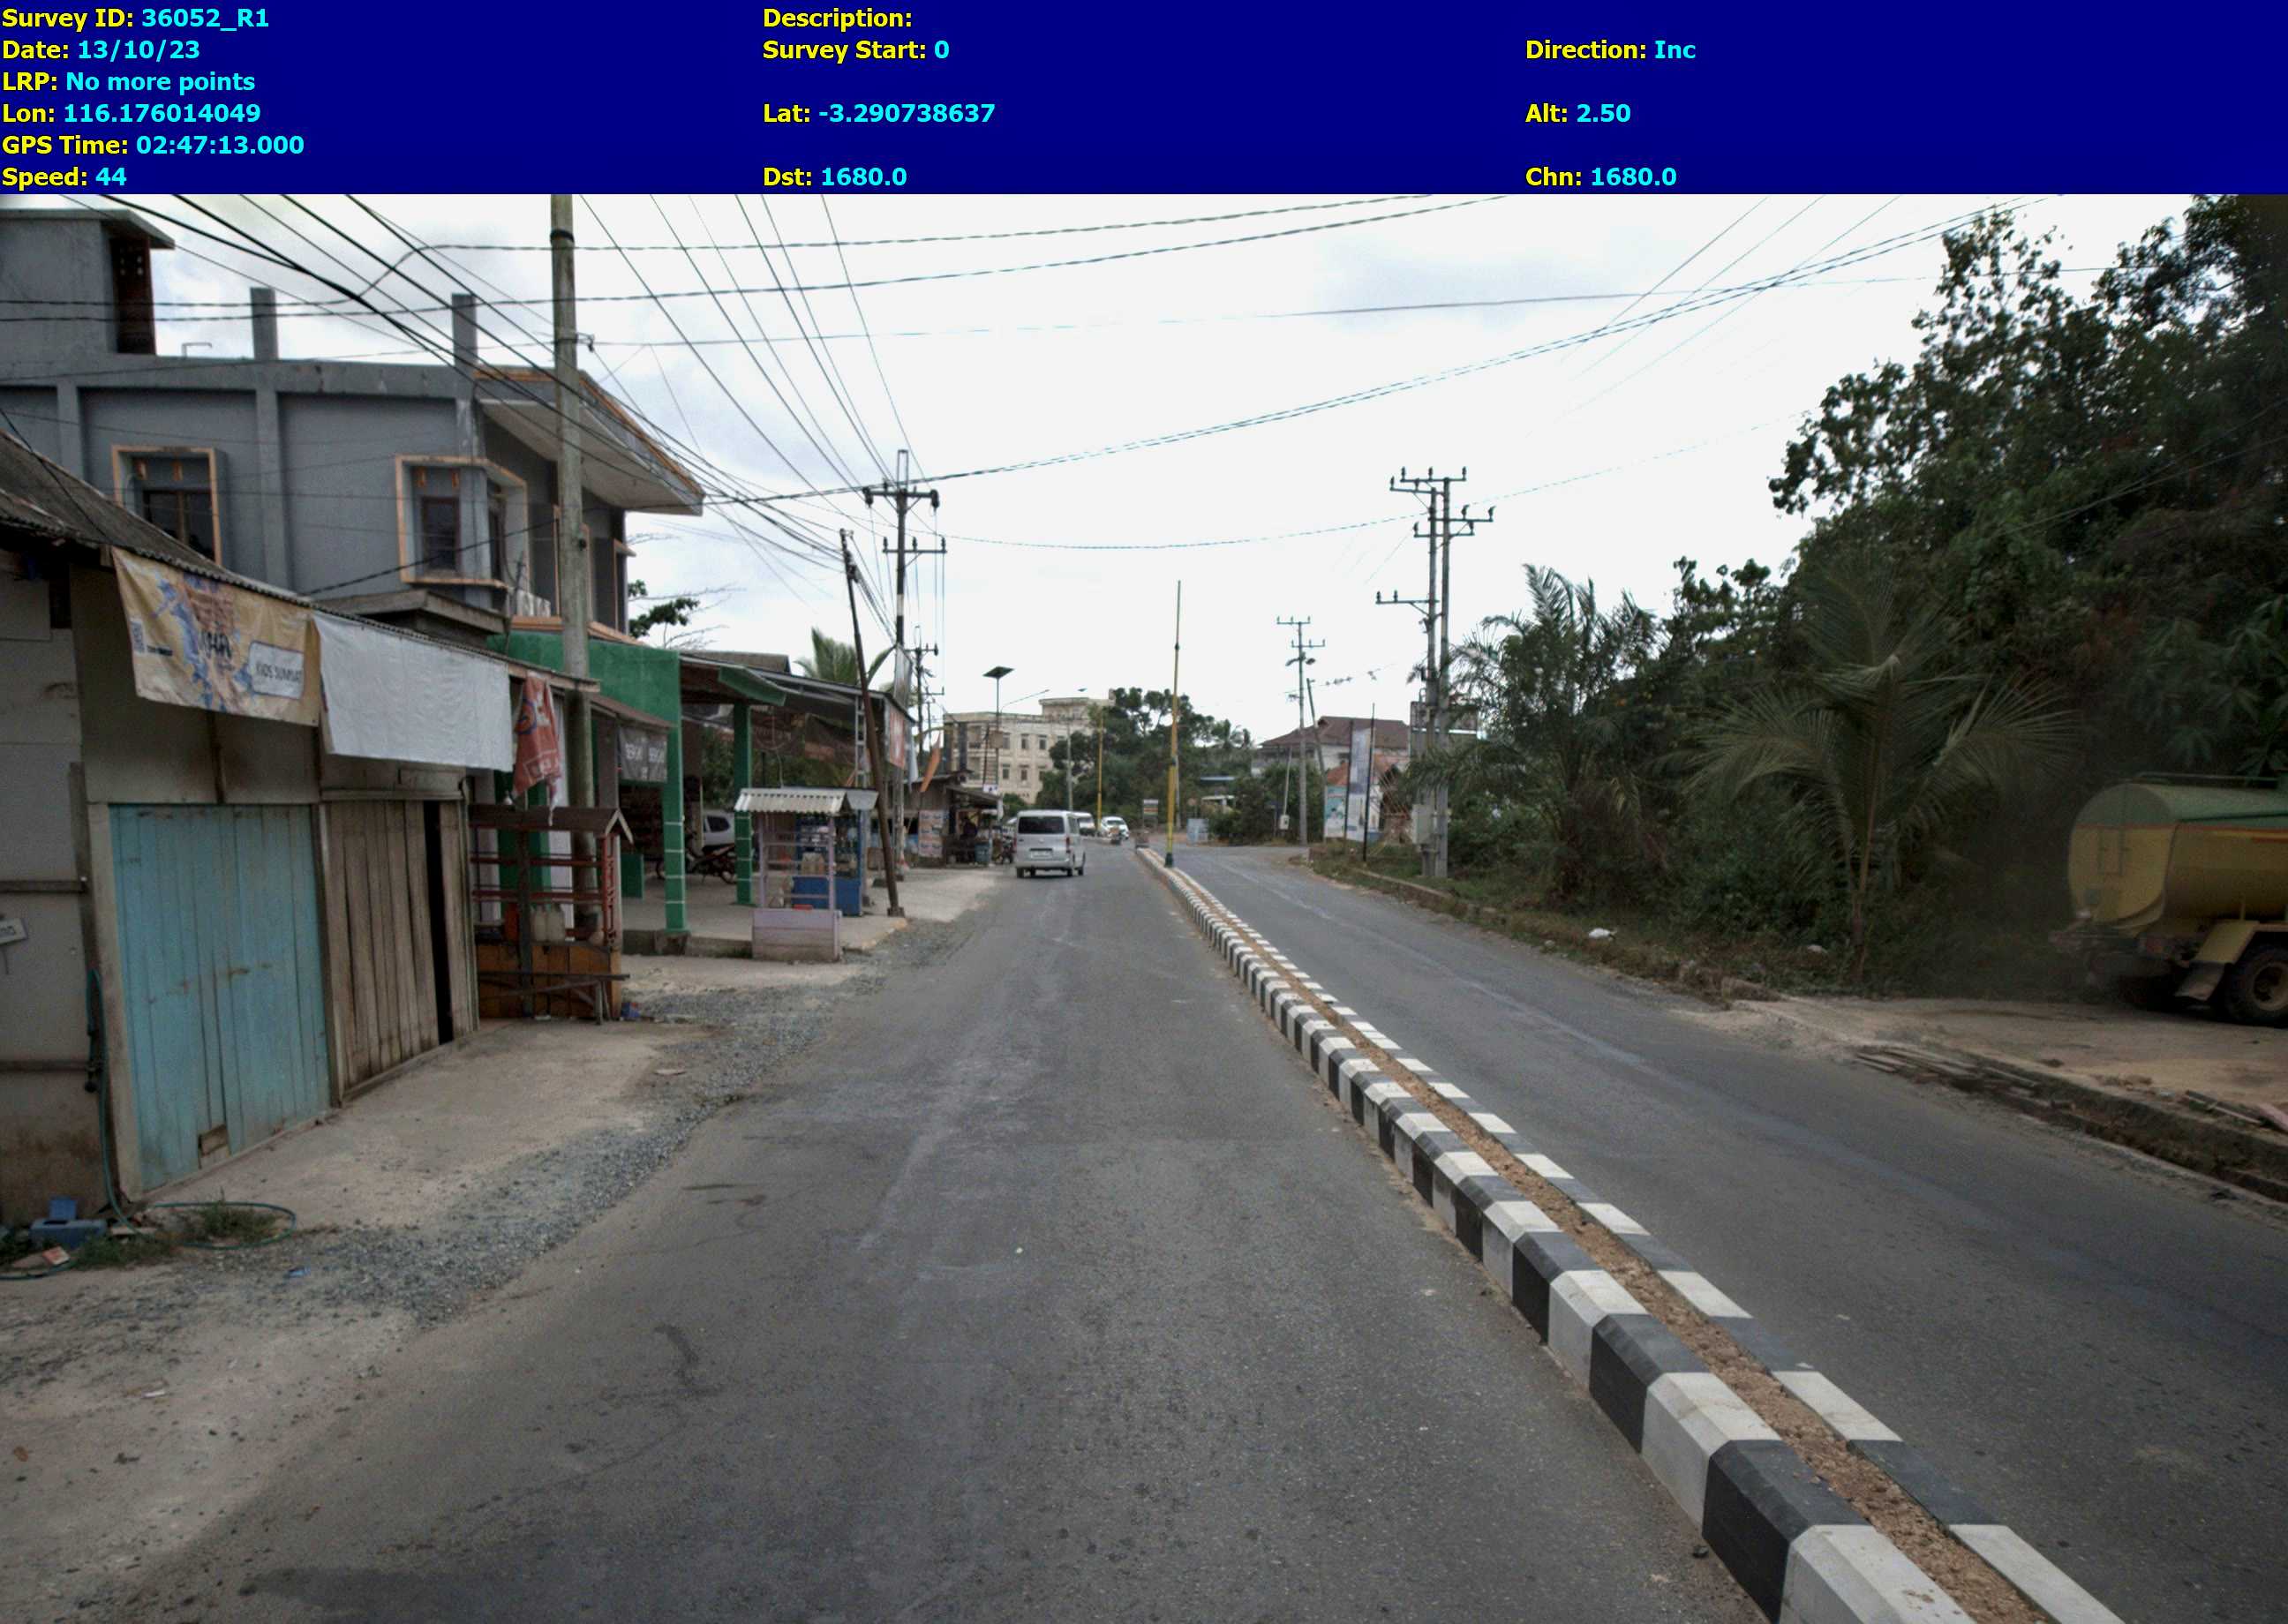 Survey ID: 36052_R1
Description:
Date: 13/10/23
Survey Start: 0
Direction: Inc
LRP: No more points
Lon: 116.176014049
Lat: -3.290738637
Alt: 2.50
GPS Time: 02:47:13.000
Speed: 44
Dst: 1680.0
Chn: 1680.0